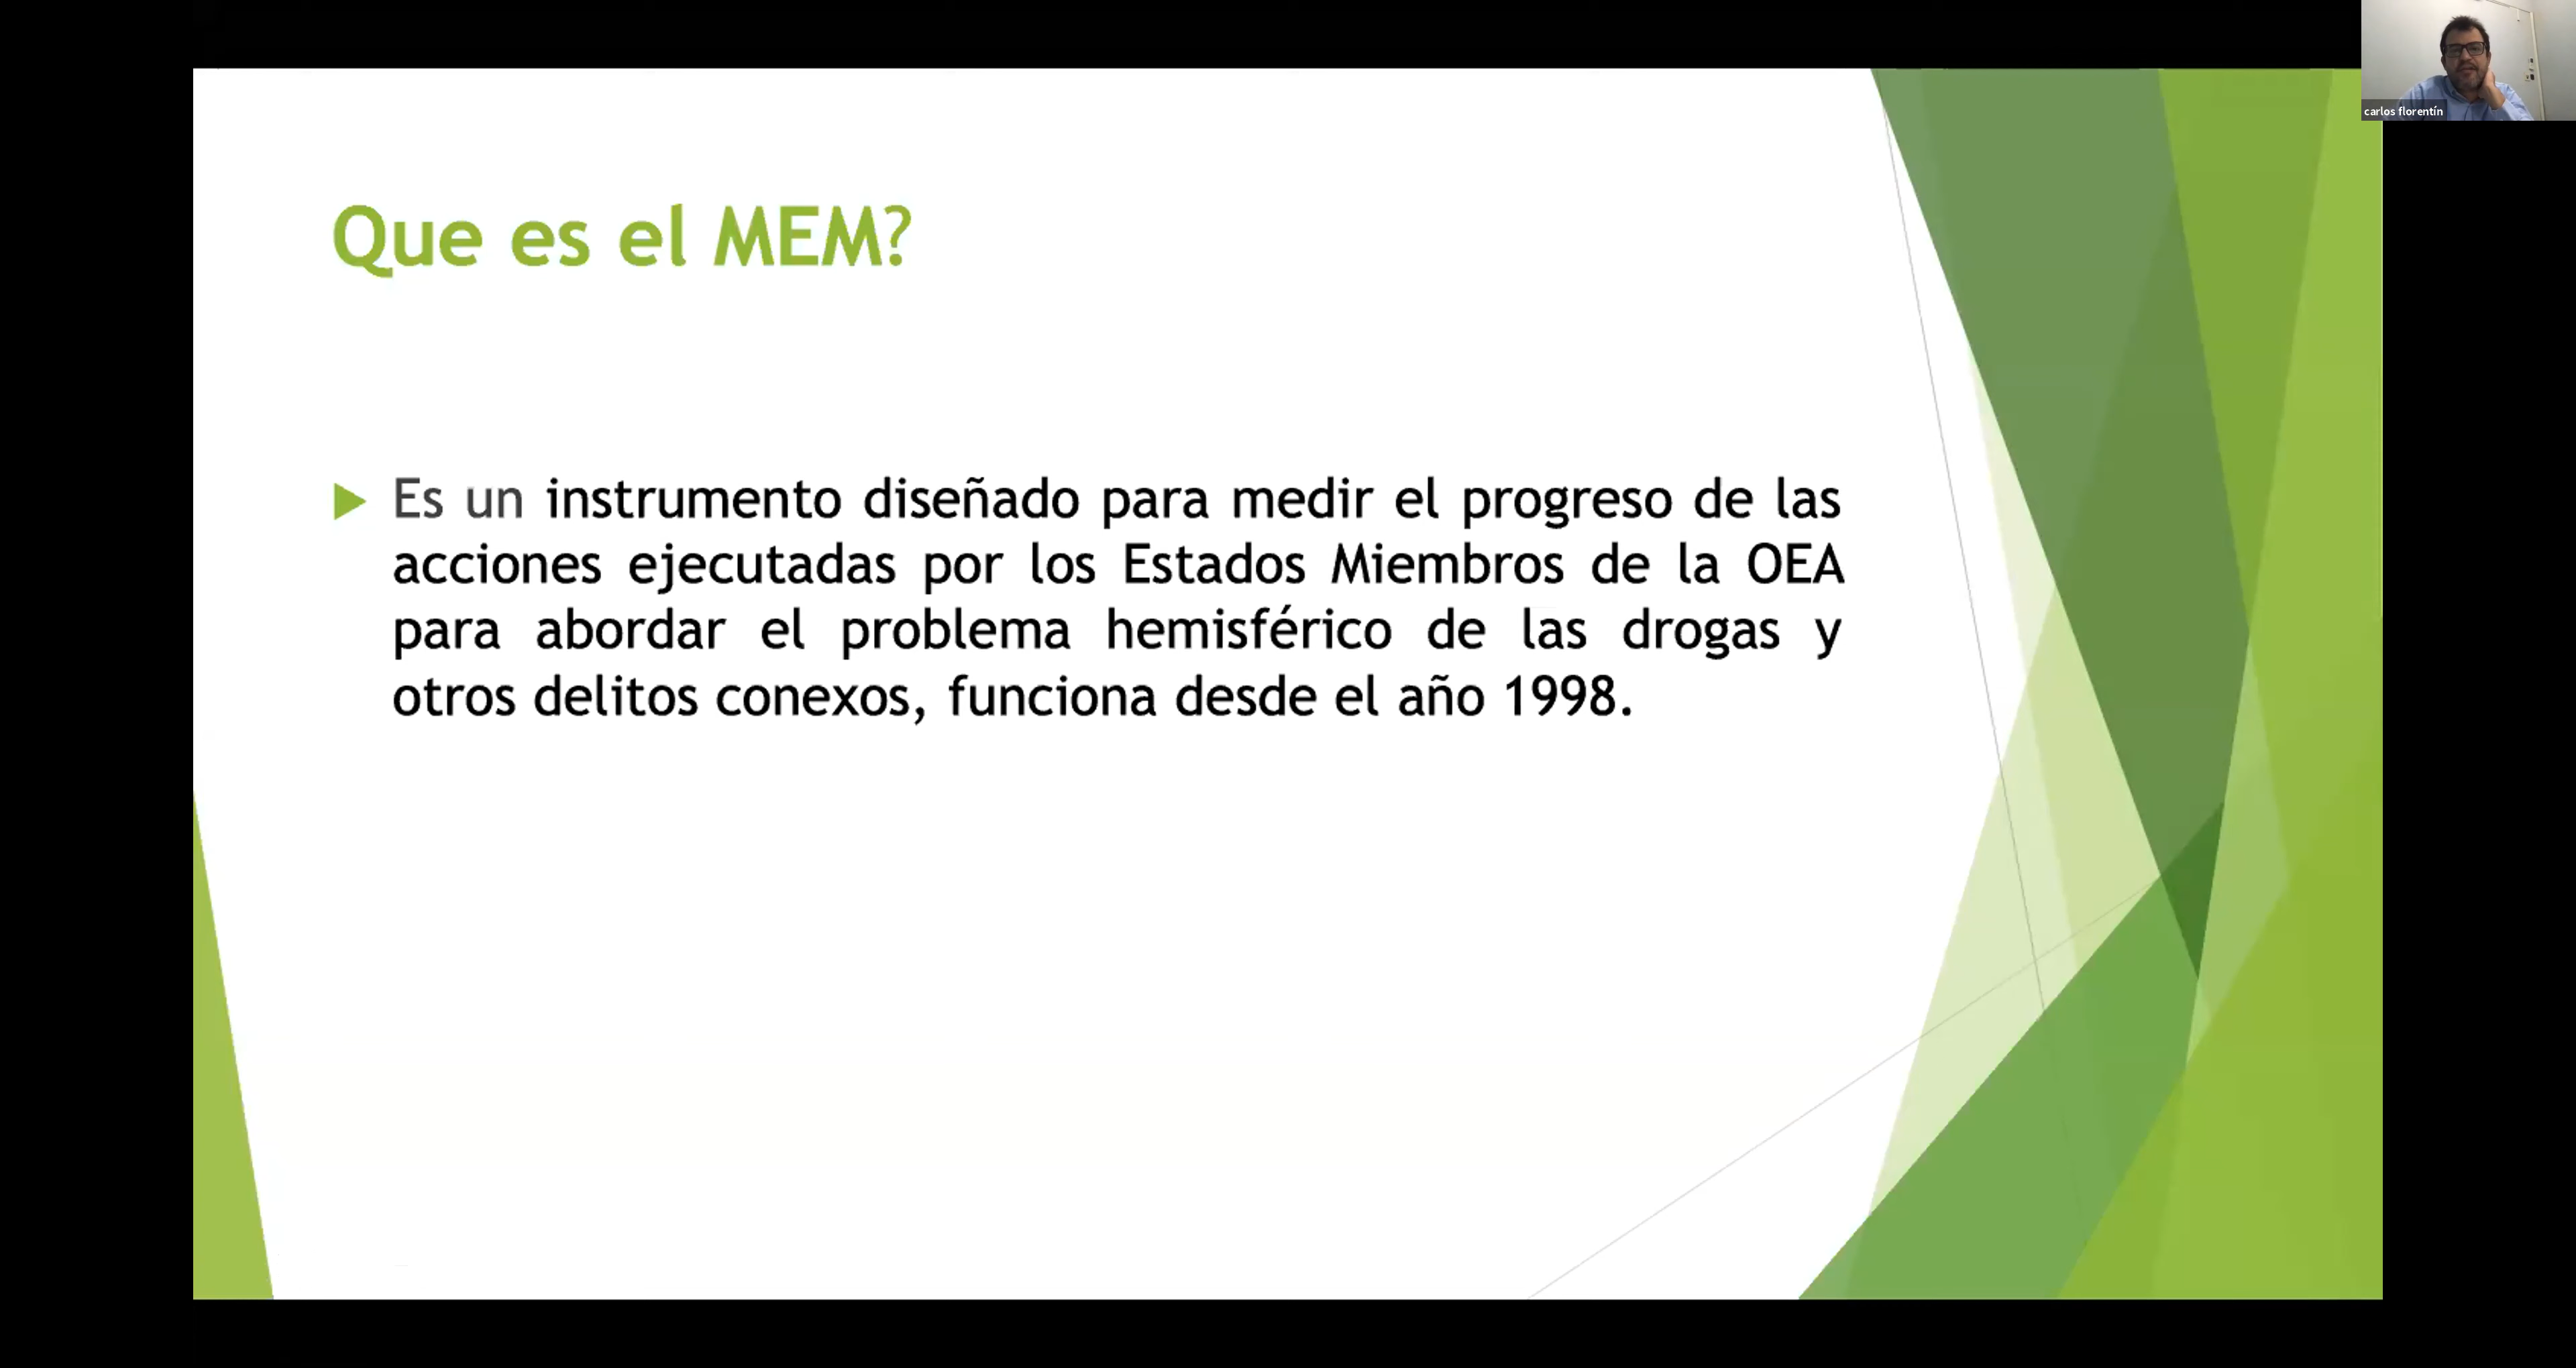 Que es el MEM?
Es un instrumento diseñado para medir el progreso de las
acciones ejecutadas por los Estados Miembros de la OEA
para abordar el problema hemisférico de las drogas y
otros delitos conexos, funciona desde el año 1998.
carlos florentín